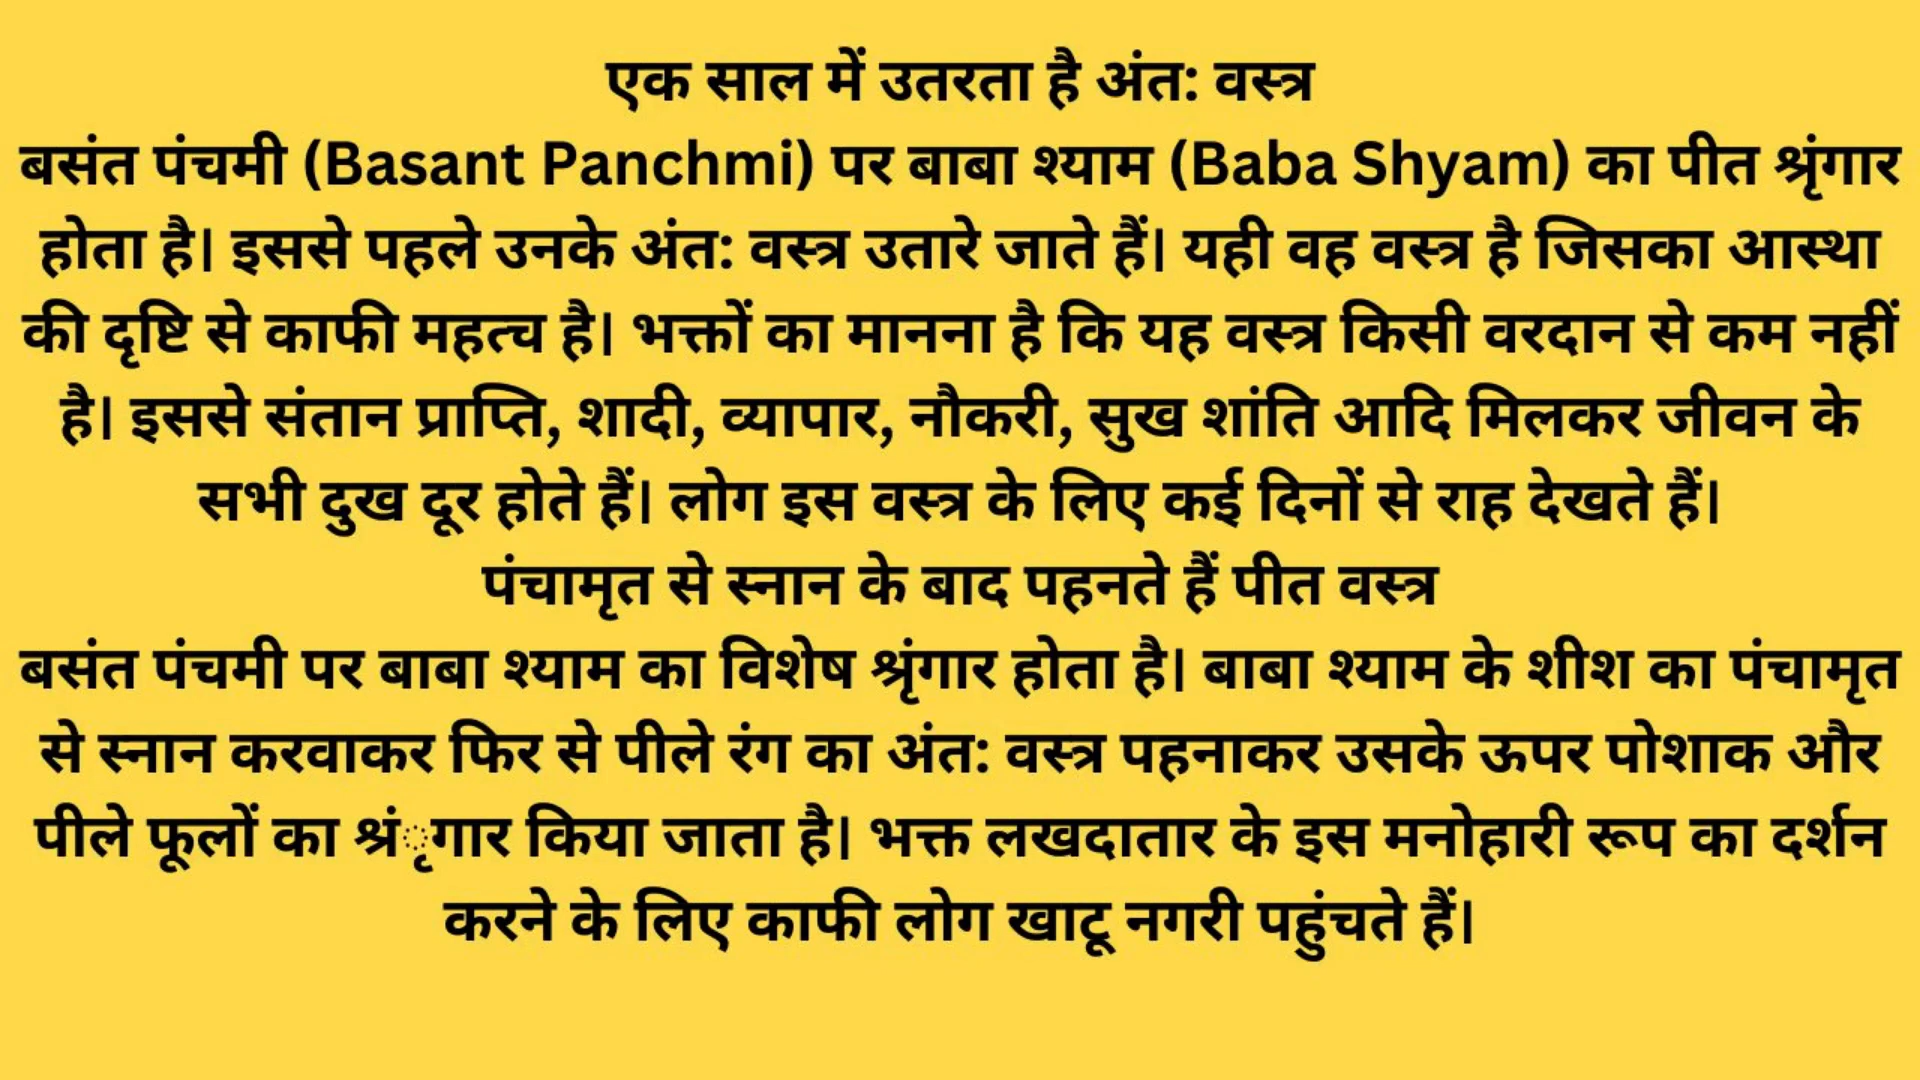 एक साल में उतरता है अंत: वस्त्र
बसंत पंचमी (Basant Panchmi) पर बाबा श्याम (Baba Shyam) का पीत श्रृंगार
होता है। इससे पहले उनके अंत: वस्त्र उतारे जाते हैं। यही वह वस्त्र है जिसका आस्था
की दृष्टि से काफी महत्च है। भक्तों का मानना है कि यह वस्त्र किसी वरदान से कम नहीं
है। इससे संतान प्राप्ति, शादी, व्यापार, नौकरी, सुख शांति आदि मिलकर जीवन के
सभी दुख दूर होते हैं। लोग इस वस्त्र के लिए कई दिनों से राह देखते हैं।
पंचामृत से स्नान के बाद पहनते हैं पीत वस्त्र
बसंत पंचमी पर बाबा श्याम का विशेष श्रृंगार होता है। बाबा श्याम के शीश का पंचामृत
से स्नान करवाकर फिर से पीले रंग का अंत: वस्त्र पहनाकर उसके ऊपर पोशाक और
पीले फूलों का श्रंृगार किया जाता है। भक्त लखदातार के इस मनोहारी रूप का दर्शन
करने के लिए काफी लोग खाटू नगरी पहुंचते हैं।